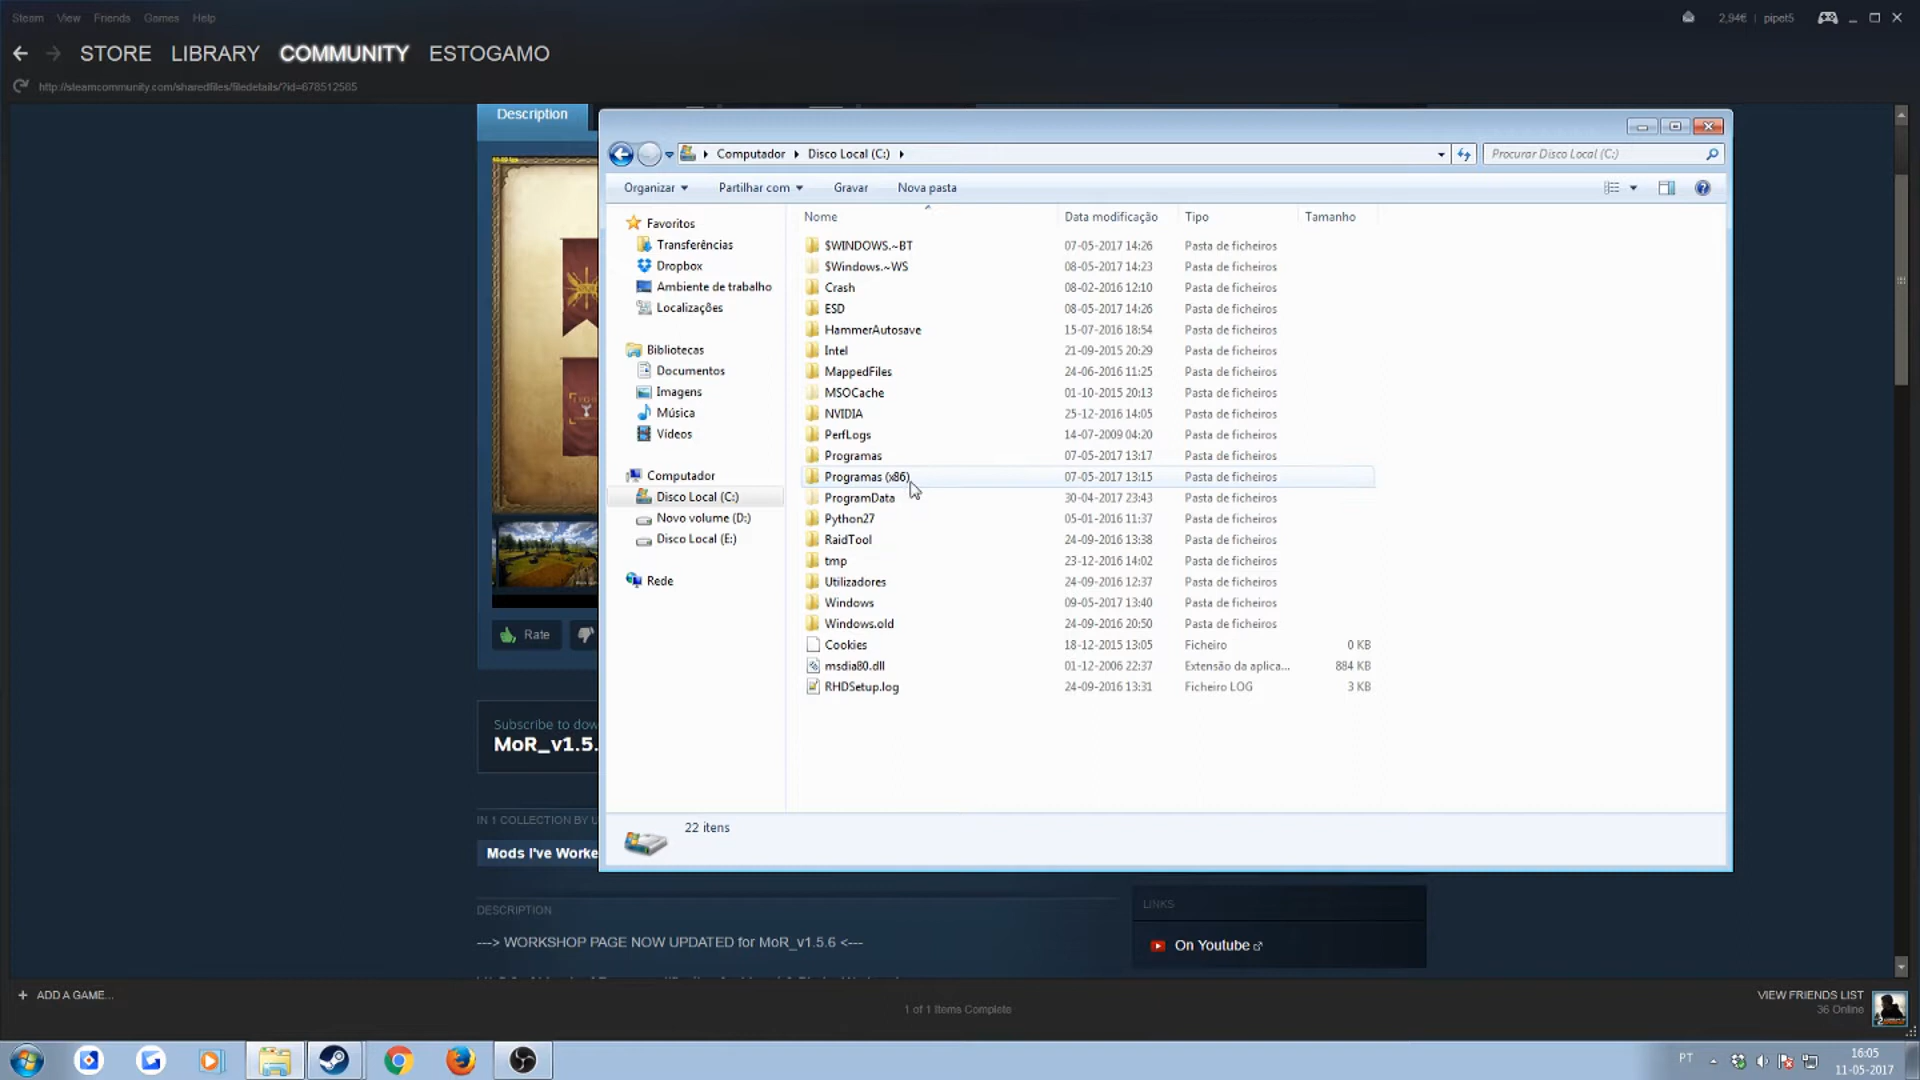 Steam View Friends Games Help
2,94€ | pipet5
STORE LIBRARY COMMUNITY ESTOGAMO
http://steamcommunity.com/sharedfiles/filedetails/?id=678512565
Description
Computador Disco Local (C:)
Procurar Disco Local (C:)
Organizar Partilhar com Gravar Nova pasta
Nome Data modificação Tipo Tamanho
Favoritos
Transferências
Dropbox
Ambiente de trabalho
Localizações
Bibliotecas
Documentos
Imagens
Música
Vídeos
Computador
Disco Local (C:)
Novo volume (D:)
Disco Local (E:)
Rede
$WINDOWS.~BT 07-05-2017 14:26 Pasta de ficheiros
$Windows.~WS 08-05-2017 14:23 Pasta de ficheiros
Crash 08-02-2016 12:10 Pasta de ficheiros
ESD 08-05-2017 14:26 Pasta de ficheiros
HammerAutosave 15-07-2016 18:54 Pasta de ficheiros
Intel 21-09-2015 20:29 Pasta de ficheiros
MappedFiles 24-06-2016 11:25 Pasta de ficheiros
MSOCache 01-10-2015 20:13 Pasta de ficheiros
NVIDIA 25-12-2016 14:05 Pasta de ficheiros
PerfLogs 14-07-2009 04:20 Pasta de ficheiros
Programas 07-05-2017 13:17 Pasta de ficheiros
Programas (x86) 07-05-2017 13:15 Pasta de ficheiros
ProgramData 30-04-2017 23:43 Pasta de ficheiros
Python27 05-01-2016 11:37 Pasta de ficheiros
RaidTool 24-09-2016 13:38 Pasta de ficheiros
tmp 23-12-2016 14:02 Pasta de ficheiros
Utilizadores 24-09-2016 12:37 Pasta de ficheiros
Windows 09-05-2017 13:40 Pasta de ficheiros
Windows.old 24-09-2016 20:50 Pasta de ficheiros
Cookies 18-12-2015 13:05 Ficheiro 0 KB
msdia80.dll 01-12-2006 22:37 Extensão da aplica... 884 KB
RHDSetup.log 24-09-2016 13:31 Ficheiro LOG 3 KB
22 itens
Rate
Subscribe to dow
MoR_v1.5.
IN 1 COLLECTION BY U
Mods I've Worke
DESCRIPTION
---> WORKSHOP PAGE NOW UPDATED for MoR_v1.5.6 <---
LINKS
On Youtube
+ ADD A GAME...
1 of 1 Items Complete
VIEW FRIENDS LIST
36 Online
PT
16:05
11-05-2017